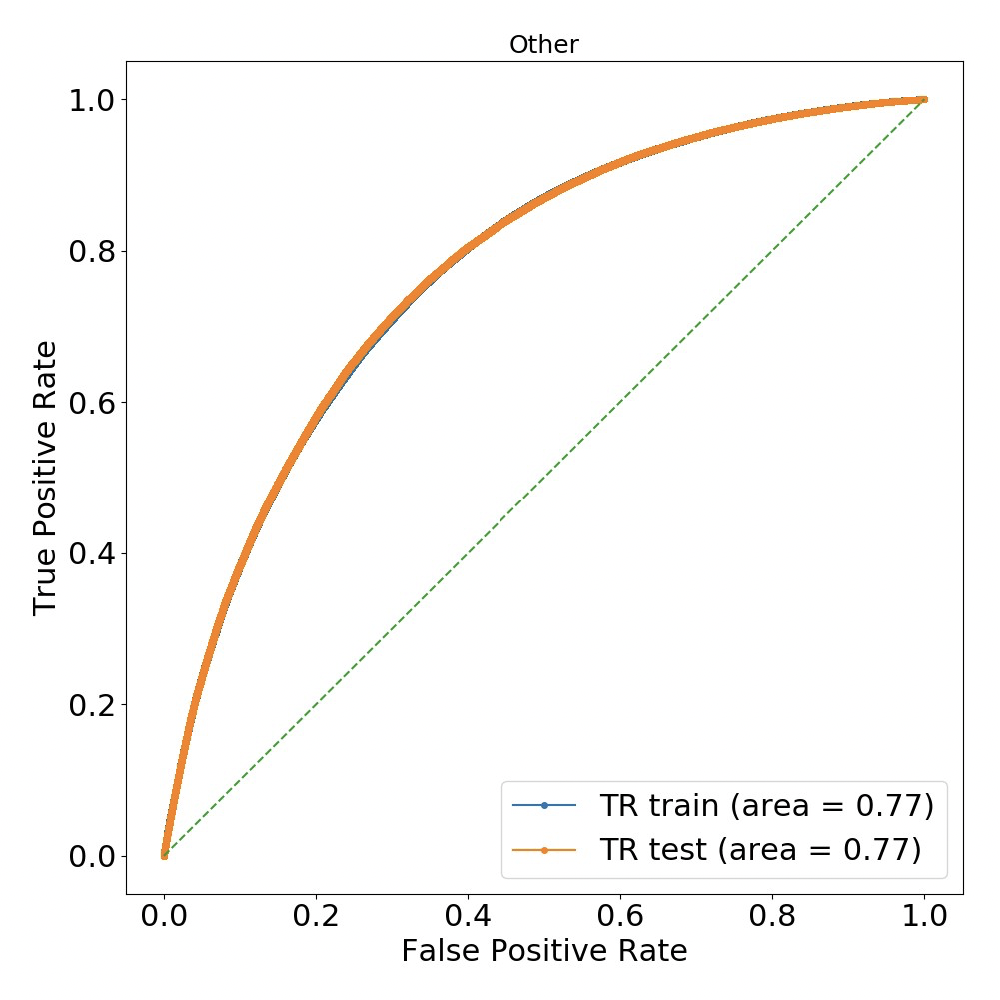 Other
True Positive Rate
1.0
0.8
0.6
0.4
0.2
0.0
TR train (area = 0.77)
TR test (area = 0.77)
0.0 0.2 0.4 0.6 0.8 1.0
False Positive Rate